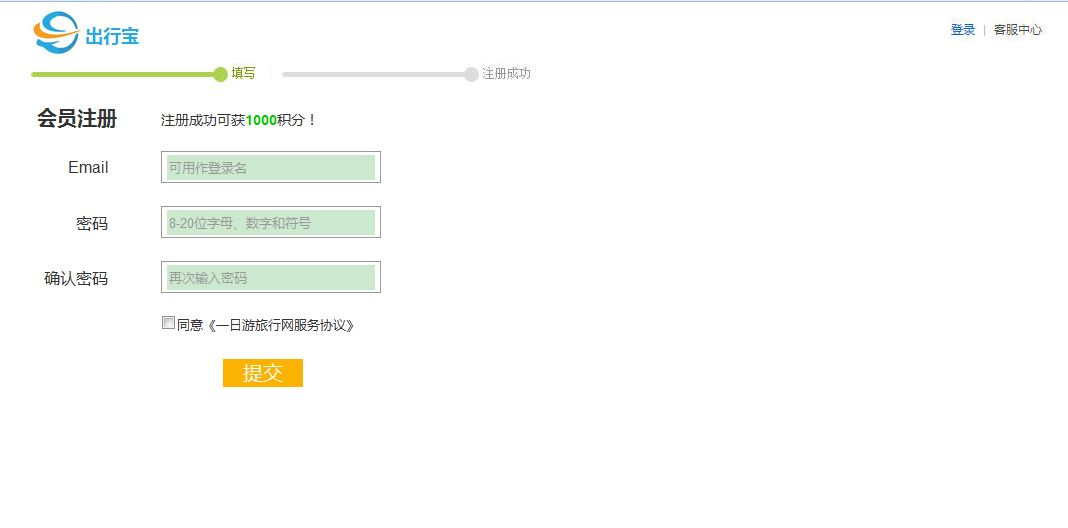 出行宝
登录 | 客服中心
填写 注册成功
会员注册 注册成功可获1000积分！
Email 可用作登录名
密码 8-20位字母、数字和符号
确认密码 再次输入密码
同意《一日游旅行网服务协议》
提交